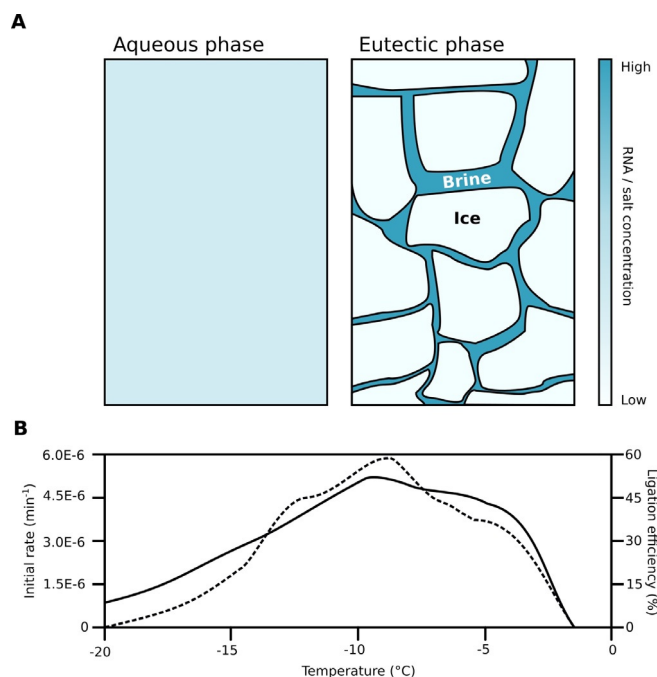 A
Aqueous phase
Eutectic phase
High
Brine
Ice
RNA / salt concentration
Low
B
6.0E-6
4.5E-6
3.0E-6
1.5E-6
0
Initial rate (min⁻¹)
60
45
30
15
0
Ligation efficiency (%)
-20
-15
-10
-5
0
Temperature (°C)